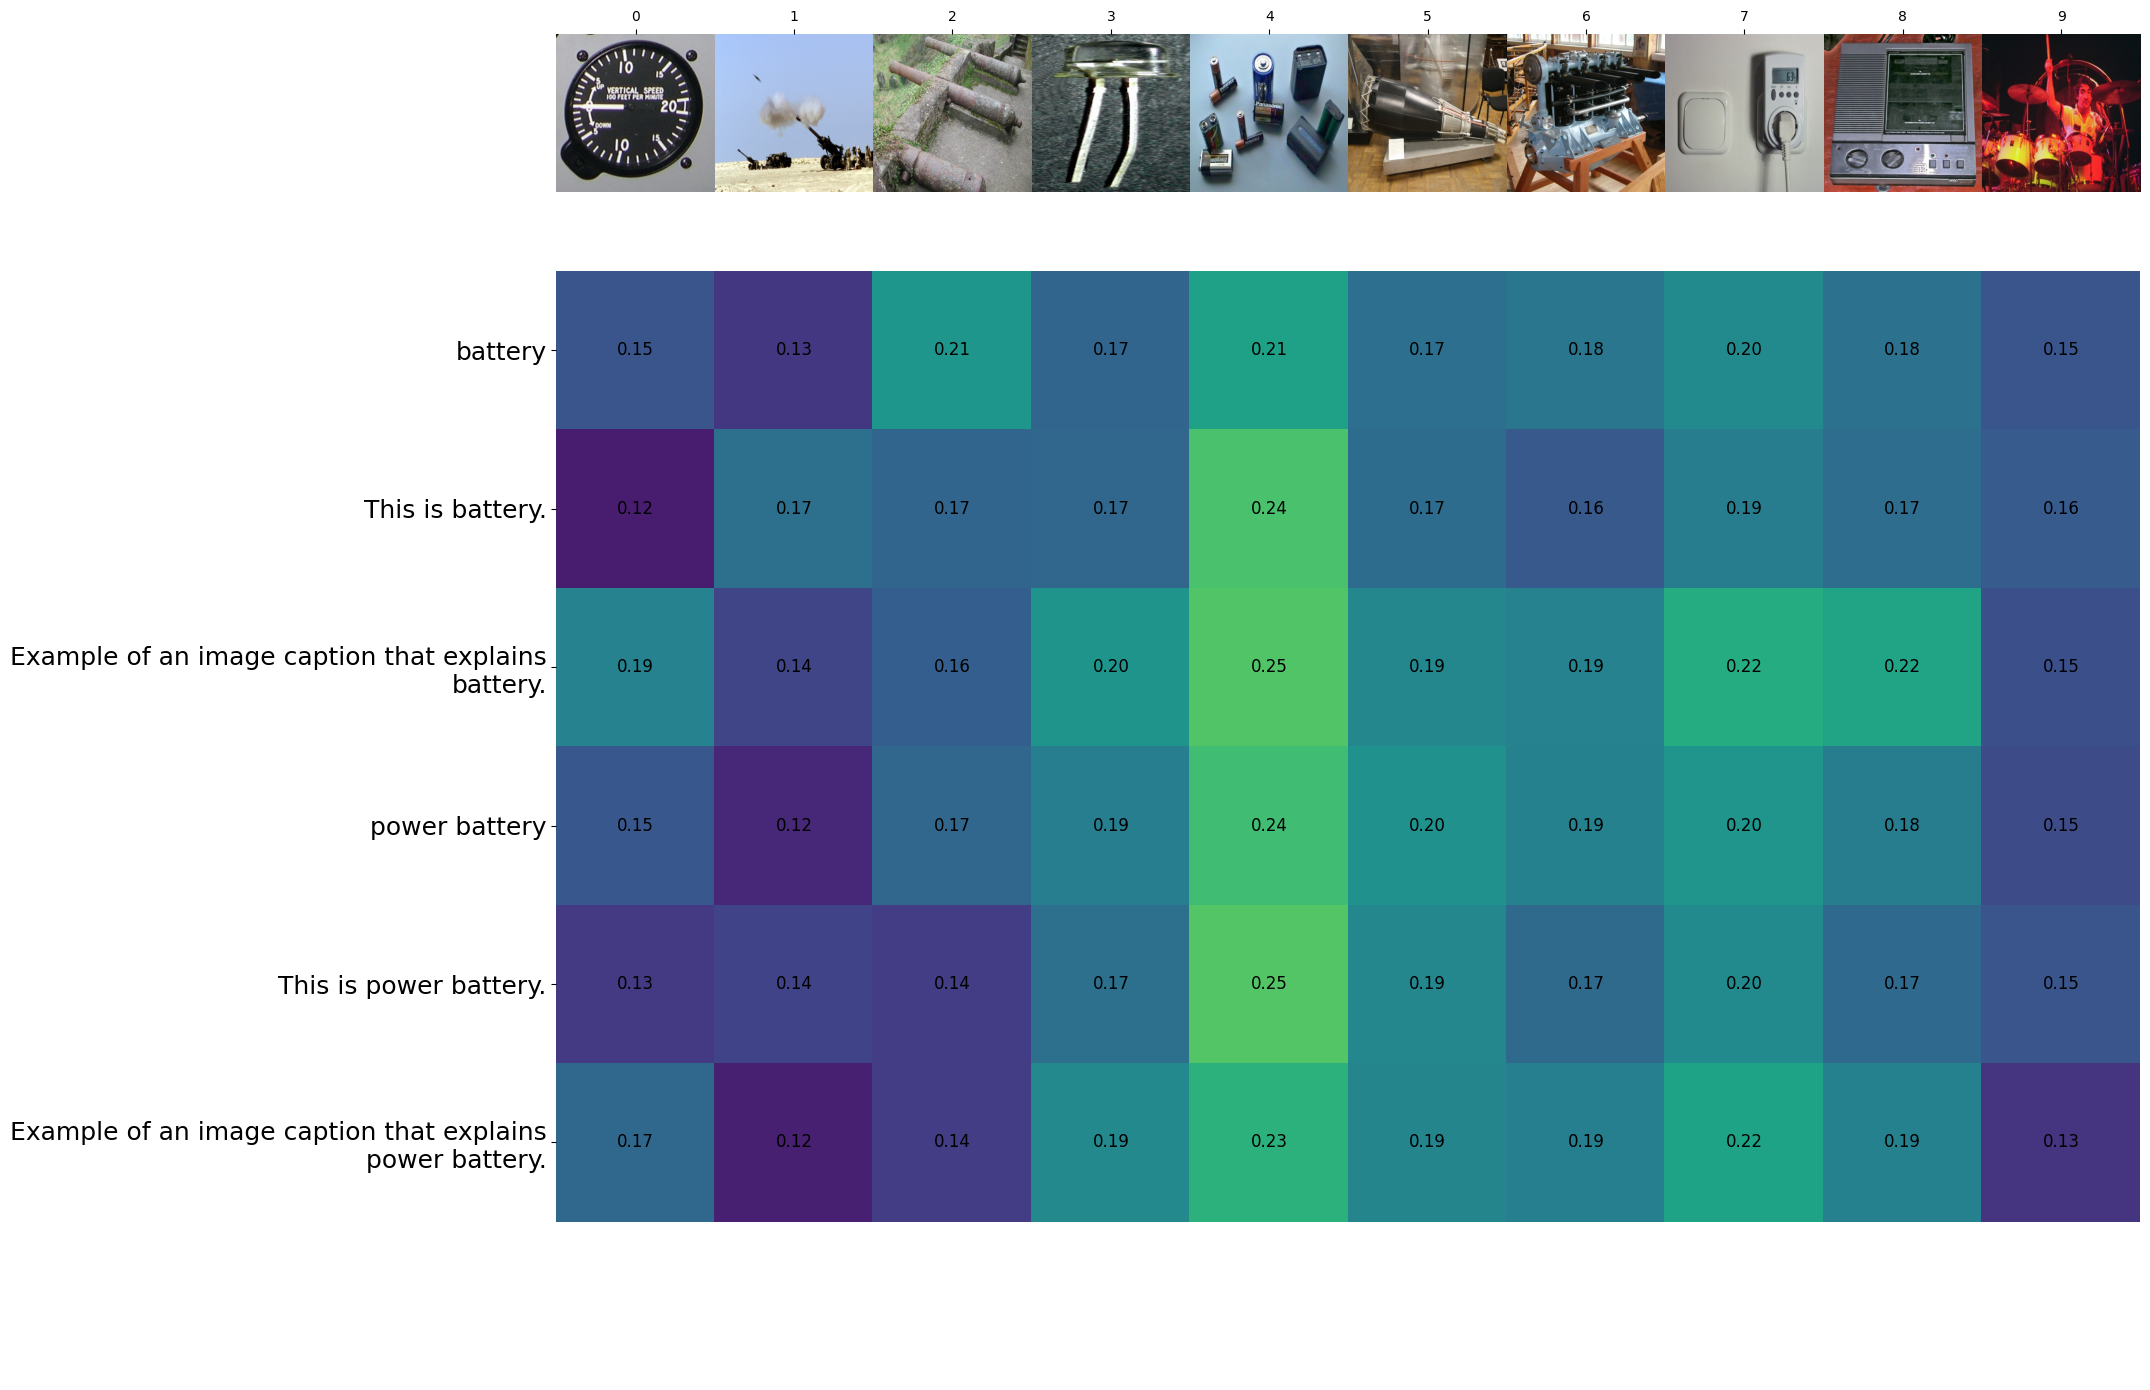 0 1 2 3 4 5 6 7 8 9
10
5 15
UP
VERTICAL SPEED
100 FEET PER MINUTE
20
DOWN
5 15
10
Panasonic
battery 0.15 0.13 0.21 0.17 0.21 0.17 0.18 0.20 0.18 0.15
This is battery. 0.12 0.17 0.17 0.17 0.24 0.17 0.16 0.19 0.17 0.16
Example of an image caption that explains
battery. 0.19 0.14 0.16 0.20 0.25 0.19 0.19 0.22 0.22 0.15
power battery 0.15 0.12 0.17 0.19 0.24 0.20 0.19 0.20 0.18 0.15
This is power battery. 0.13 0.14 0.14 0.17 0.25 0.19 0.17 0.20 0.17 0.15
Example of an image caption that explains
power battery. 0.17 0.12 0.14 0.19 0.23 0.19 0.19 0.22 0.19 0.13